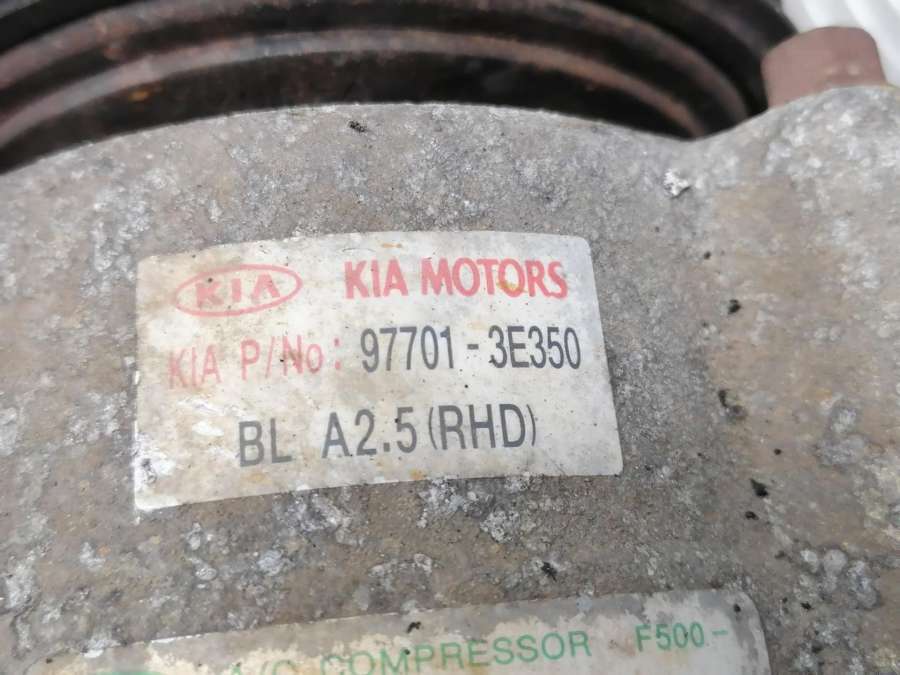 KIA KIA MOTORS
KIA P/No: 97701-3E350
BL A2.5(RHD)
A/C COMPRESSOR F500-